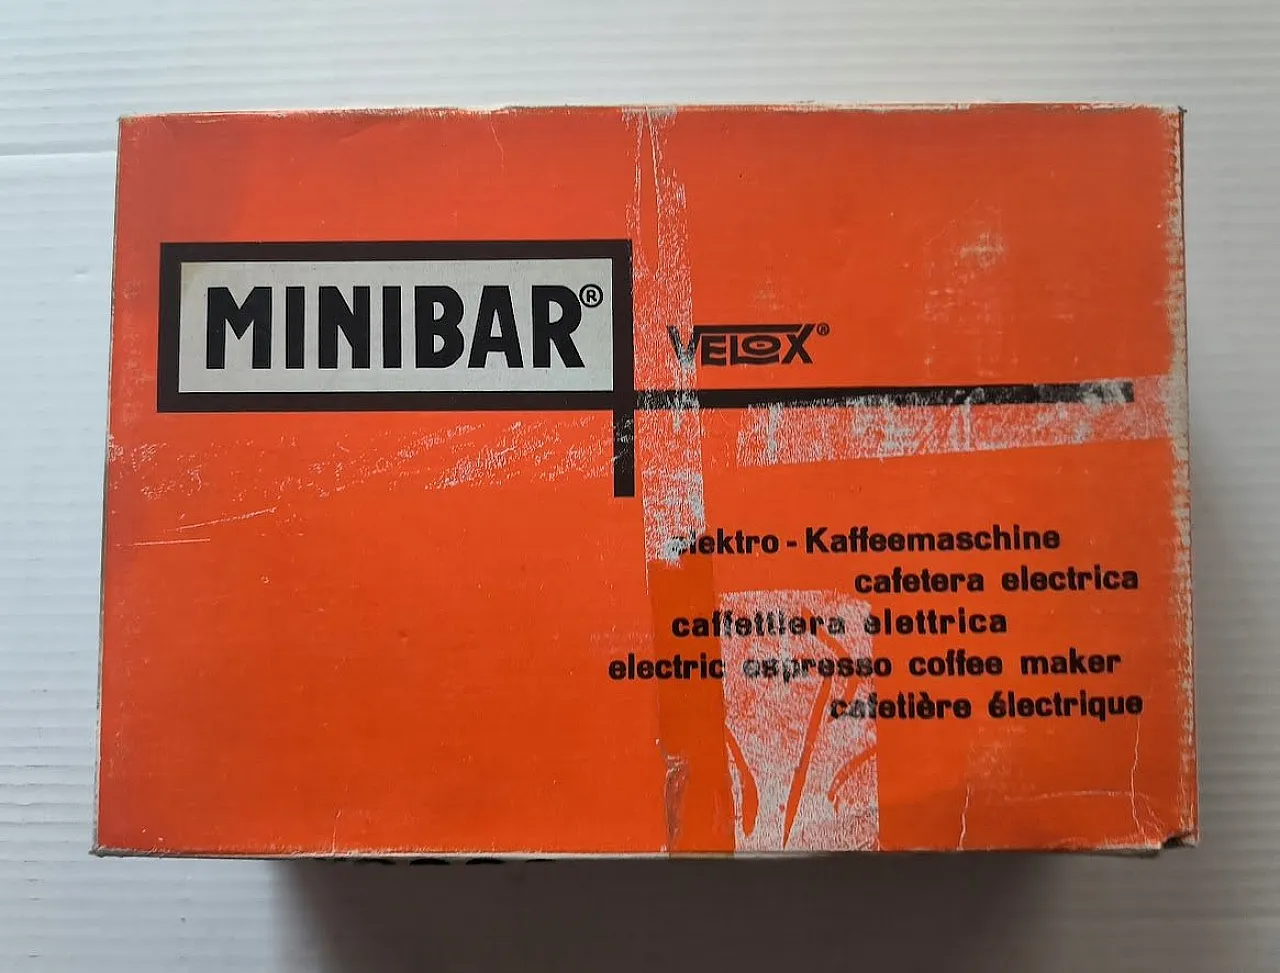 MINIBAR®
VELOX®
elektro - Kaffeemaschine
cafetera electrica
caffettiera elettrica
electric espresso coffee maker
cafetière électrique